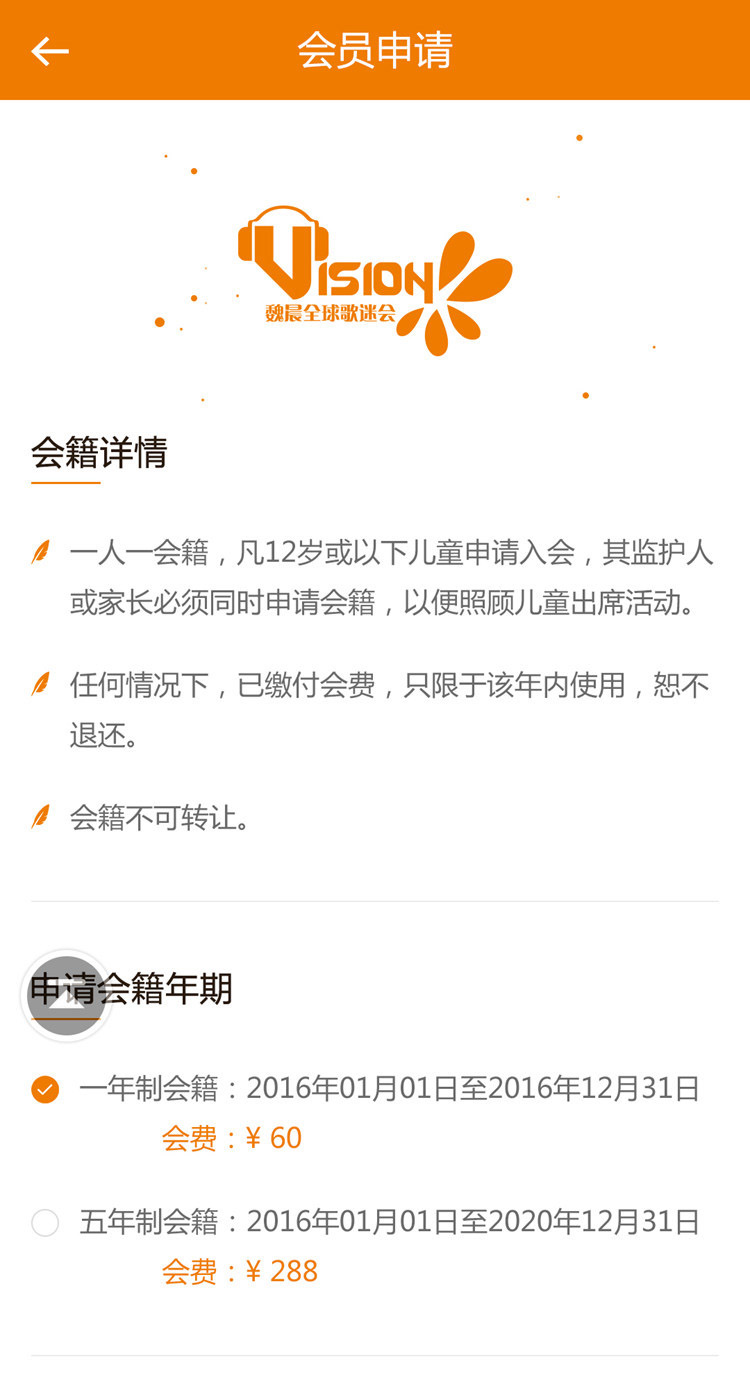 会员申请
VISION
魏晨全球歌迷会
会籍详情
一人一会籍，凡12岁或以下儿童申请入会，其监护人
或家长必须同时申请会籍，以便照顾儿童出席活动。
任何情况下，已缴付会费，只限于该年内使用，恕不
退还。
会籍不可转让。
申请会籍年期
一年制会籍：2016年01月01日至2016年12月31日
会费：¥ 60
五年制会籍：2016年01月01日至2020年12月31日
会费：¥ 288